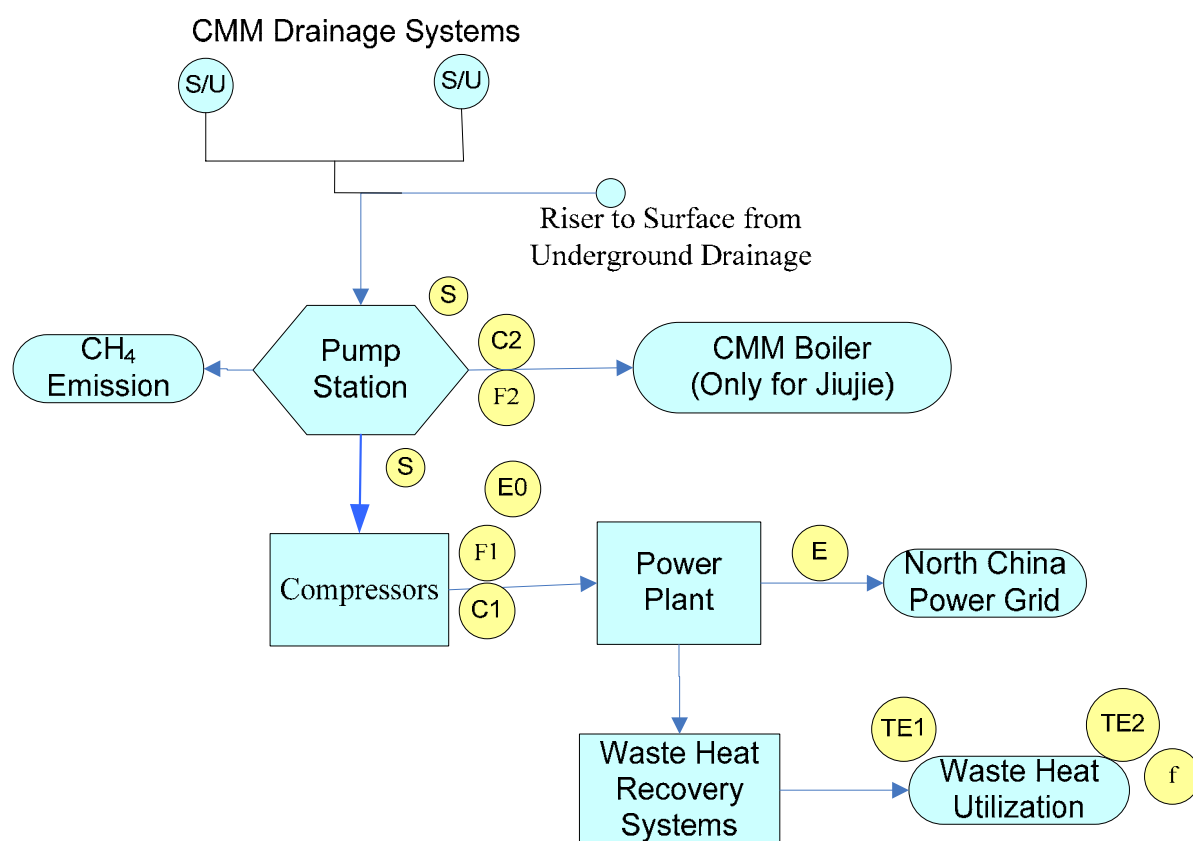 CMM Drainage Systems
S/U
S/U
Riser to Surface from
Underground Drainage
S
C2
CH₄
Emission
Pump
Station
CMM Boiler
(Only for Jiujie)
F2
S
E0
F1
E
Compressors
Power
Plant
North China
Power Grid
C1
TE1
TE2
Waste Heat
Recovery
Systems
Waste Heat
Utilization
f